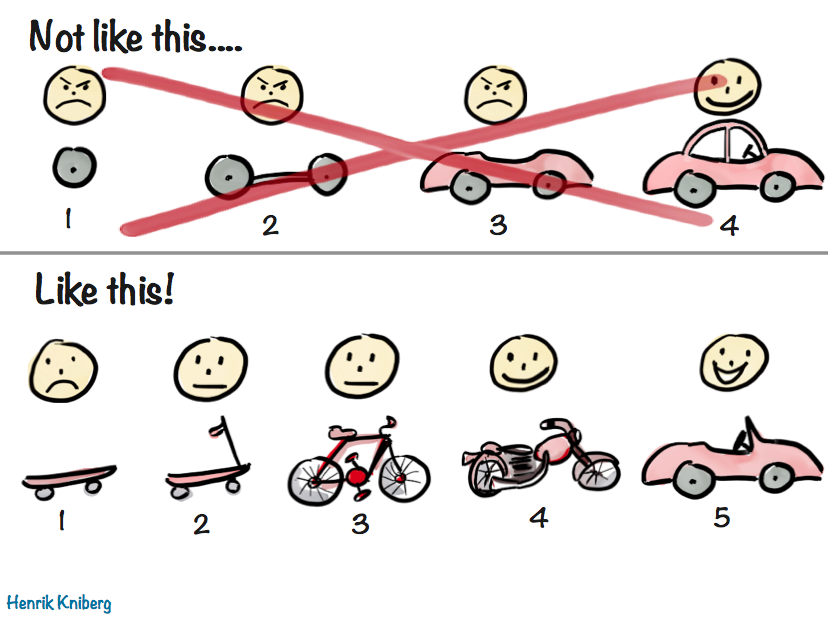 Not like this....
1 2 3 4
Like this!
1 2 3 4 5
Henrik Kniberg